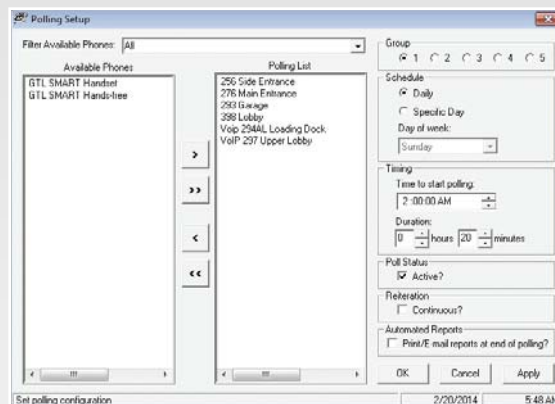 Polling Setup
Filter Available Phones: All
Available Phones
GTL SMART Handset
GTL SMART Hands-free
>
>>
<
<<
Polling List
256 Side Entrance
276 Main Entrance
293 Garage
398 Lobby
Voip 294AL Loading Dock
VoIP 297 Upper Lobby
Group
1 2 3 4 5
Schedule
Daily
Specific Day
Day of week:
Sunday
Timing
Time to start polling:
2:00:00 AM
Duration:
0 hours 20 minutes
Poll Status
Active?
Reiteration
Continuous?
Automated Reports
Print/E mail reports at end of polling?
OK Cancel Apply
Set polling configuration 2/20/2014 5:48 AM